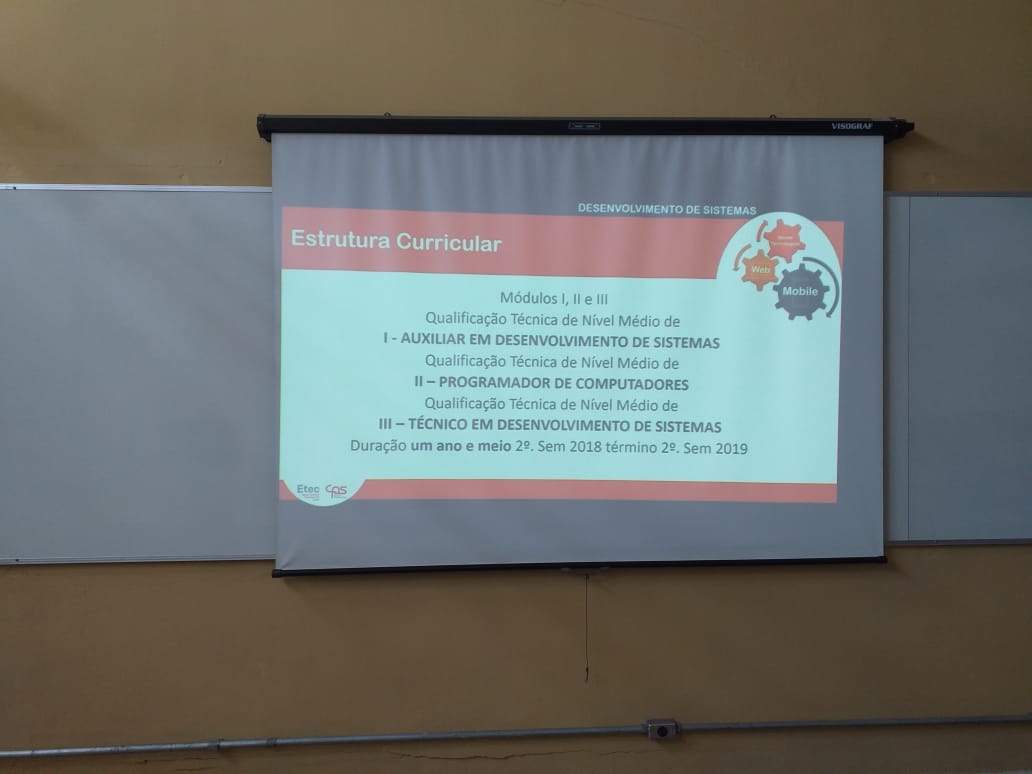 VISOGRAF
DESENVOLVIMENTO DE SISTEMAS
Estrutura Curricular
Web
Mobile
Módulos I, II e III
Qualificação Técnica de Nível Médio de
I - AUXILIAR EM DESENVOLVIMENTO DE SISTEMAS
Qualificação Técnica de Nível Médio de
II – PROGRAMADOR DE COMPUTADORES
Qualificação Técnica de Nível Médio de
III – TÉCNICO EM DESENVOLVIMENTO DE SISTEMAS
Duração um ano e meio 2º. Sem 2018 término 2º. Sem 2019
Etec cps